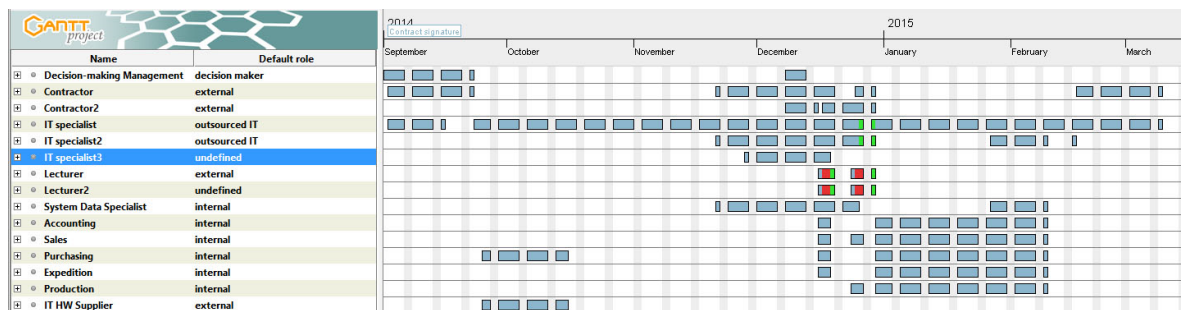 GANTT
project
2014
2015
Contract signature
September October November December January February March
Name Default role
Decision-making Management decision maker
Contractor external
Contractor2 external
IT specialist outsourced IT
IT specialist2 outsourced IT
IT specialist3 undefined
Lecturer external
Lecturer2 undefined
System Data Specialist internal
Accounting internal
Sales internal
Purchasing internal
Expedition internal
Production internal
IT HW Supplier external